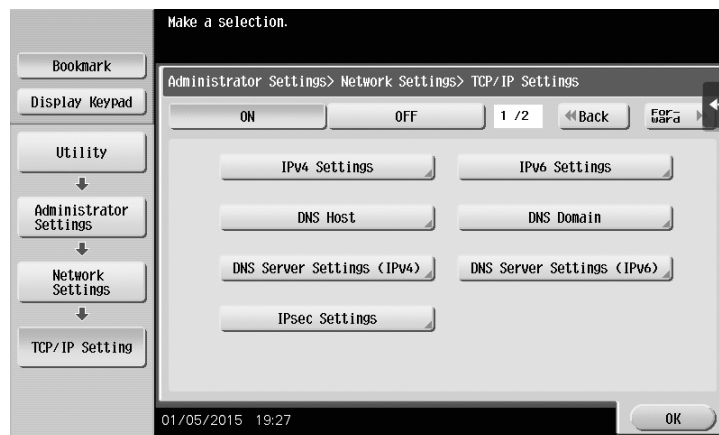 Make a selection.
Bookmark
Display Keypad
Utility
Administrator
Settings
Network
Settings
TCP/IP Setting
Administrator Settings> Network Settings> TCP/IP Settings
ON
OFF
1 /2
Back
For-
ward
IPv4 Settings
IPv6 Settings
DNS Host
DNS Domain
DNS Server Settings (IPv4)
DNS Server Settings (IPv6)
IPsec Settings
01/05/2015 19:27
OK